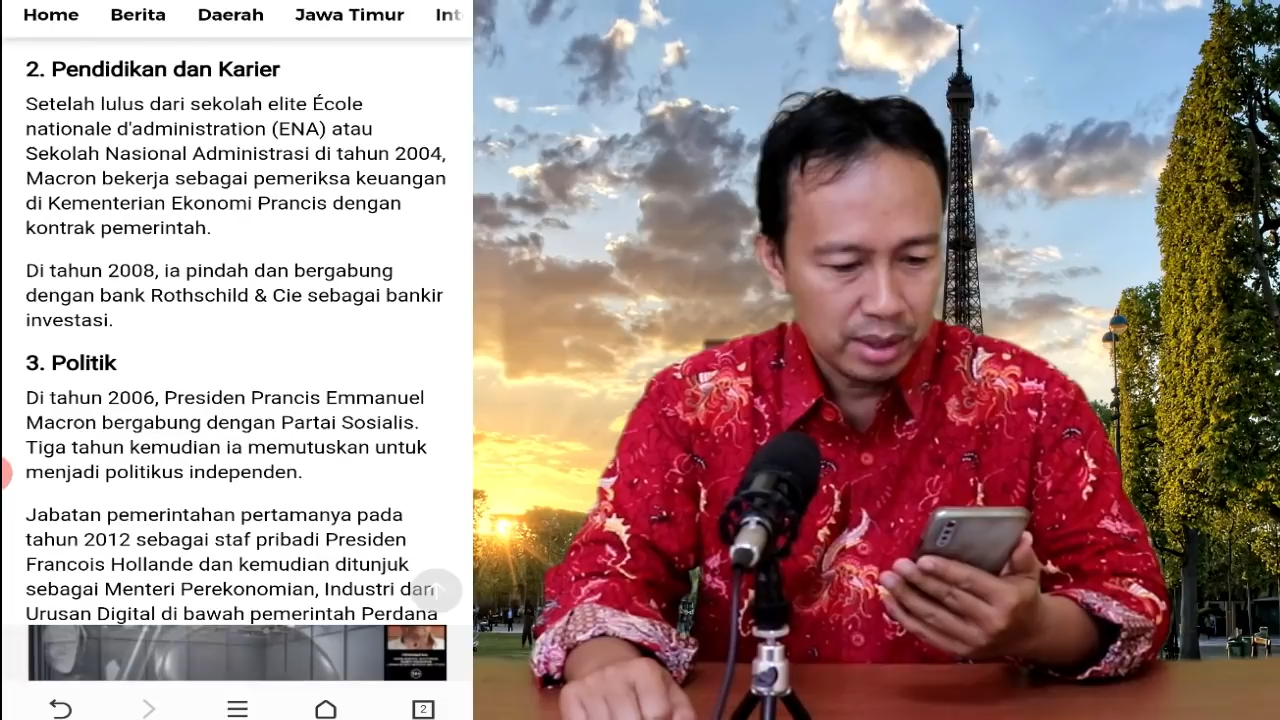 Home Berita Daerah Jawa Timur Int
2. Pendidikan dan Karier
Setelah lulus dari sekolah elite École
nationale d'administration (ENA) atau
Sekolah Nasional Administrasi di tahun 2004,
Macron bekerja sebagai pemeriksa keuangan
di Kementerian Ekonomi Prancis dengan
kontrak pemerintah.
Di tahun 2008, ia pindah dan bergabung
dengan bank Rothschild & Cie sebagai bankir
investasi.
3. Politik
Di tahun 2006, Presiden Prancis Emmanuel
Macron bergabung dengan Partai Sosialis.
Tiga tahun kemudian ia memutuskan untuk
menjadi politikus independen.
Jabatan pemerintahan pertamanya pada
tahun 2012 sebagai staf pribadi Presiden
Francois Hollande dan kemudian ditunjuk
sebagai Menteri Perekonomian, Industri dan
Urusan Digital di bawah pemerintah Perdana
2